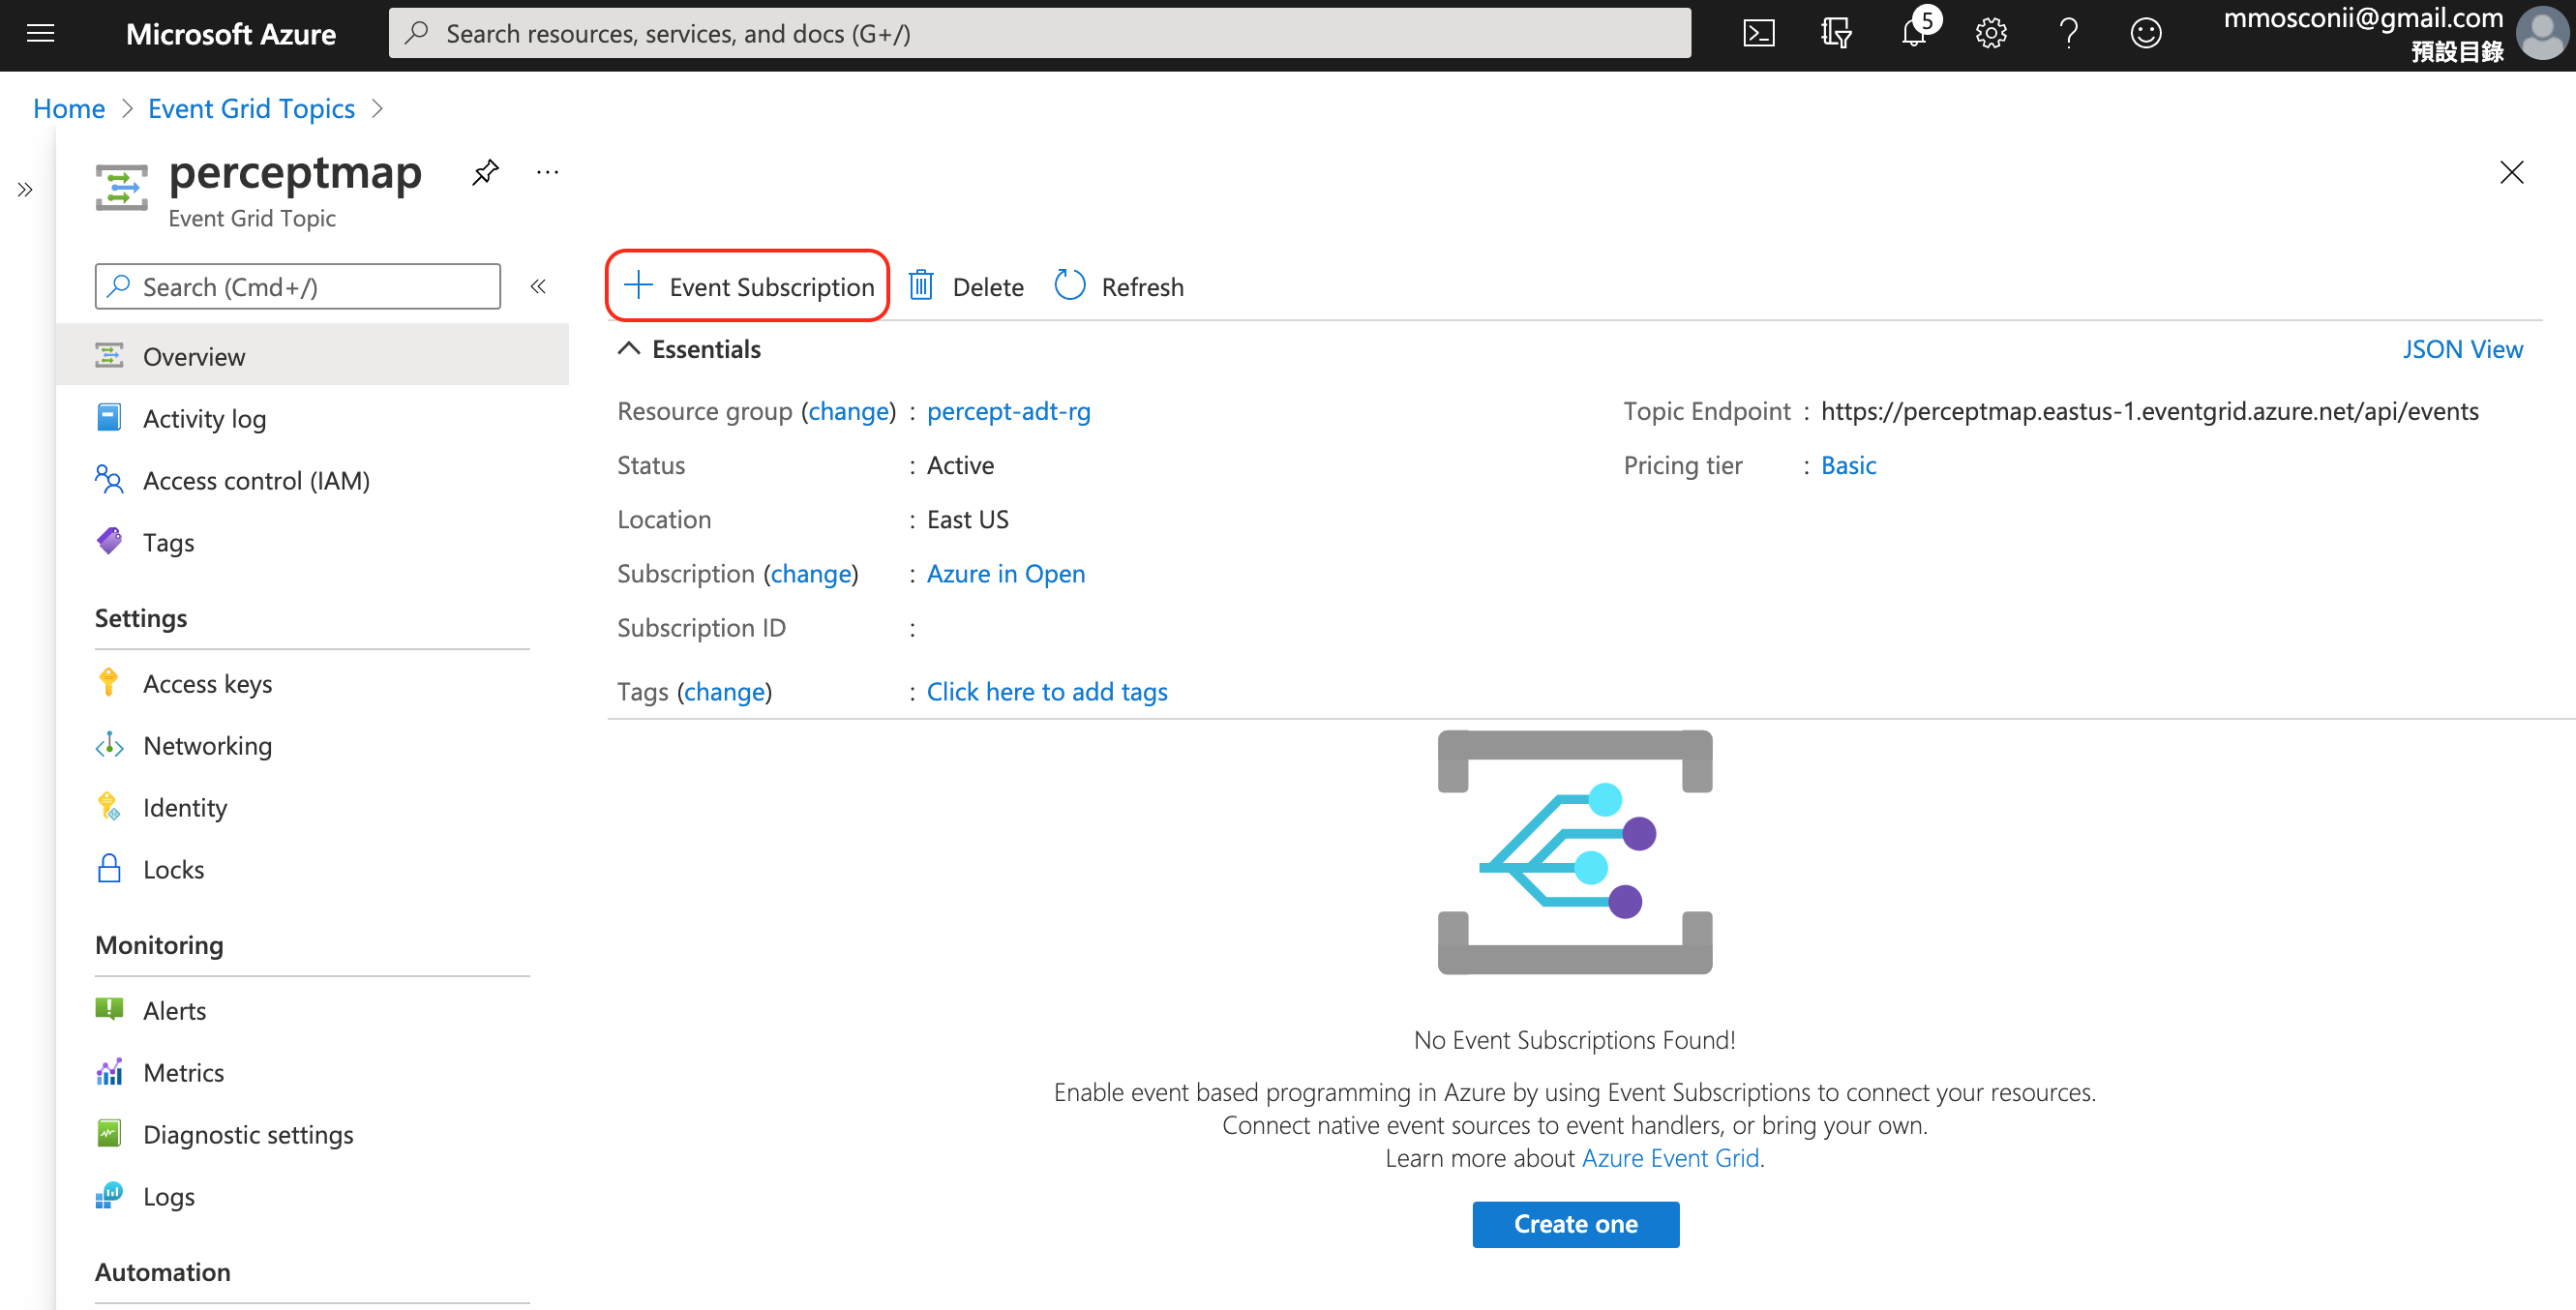 Microsoft Azure
Search resources, services, and docs (G+/)
5
mmosconii@gmail.com
預設目錄
Home > Event Grid Topics >
perceptmap
Event Grid Topic
Search (Cmd+/)
Overview
Activity log
Access control (IAM)
Tags
Settings
Access keys
Networking
Identity
Locks
Monitoring
Alerts
Metrics
Diagnostic settings
Logs
Automation
Event Subscription
Delete
Refresh
Essentials
JSON View
Resource group (change) : percept-adt-rg
Status : Active
Location : East US
Subscription (change) : Azure in Open
Subscription ID :
Tags (change) : Click here to add tags
Topic Endpoint : https://perceptmap.eastus-1.eventgrid.azure.net/api/events
Pricing tier : Basic
No Event Subscriptions Found!
Enable event based programming in Azure by using Event Subscriptions to connect your resources.
Connect native event sources to event handlers, or bring your own.
Learn more about Azure Event Grid.
Create one